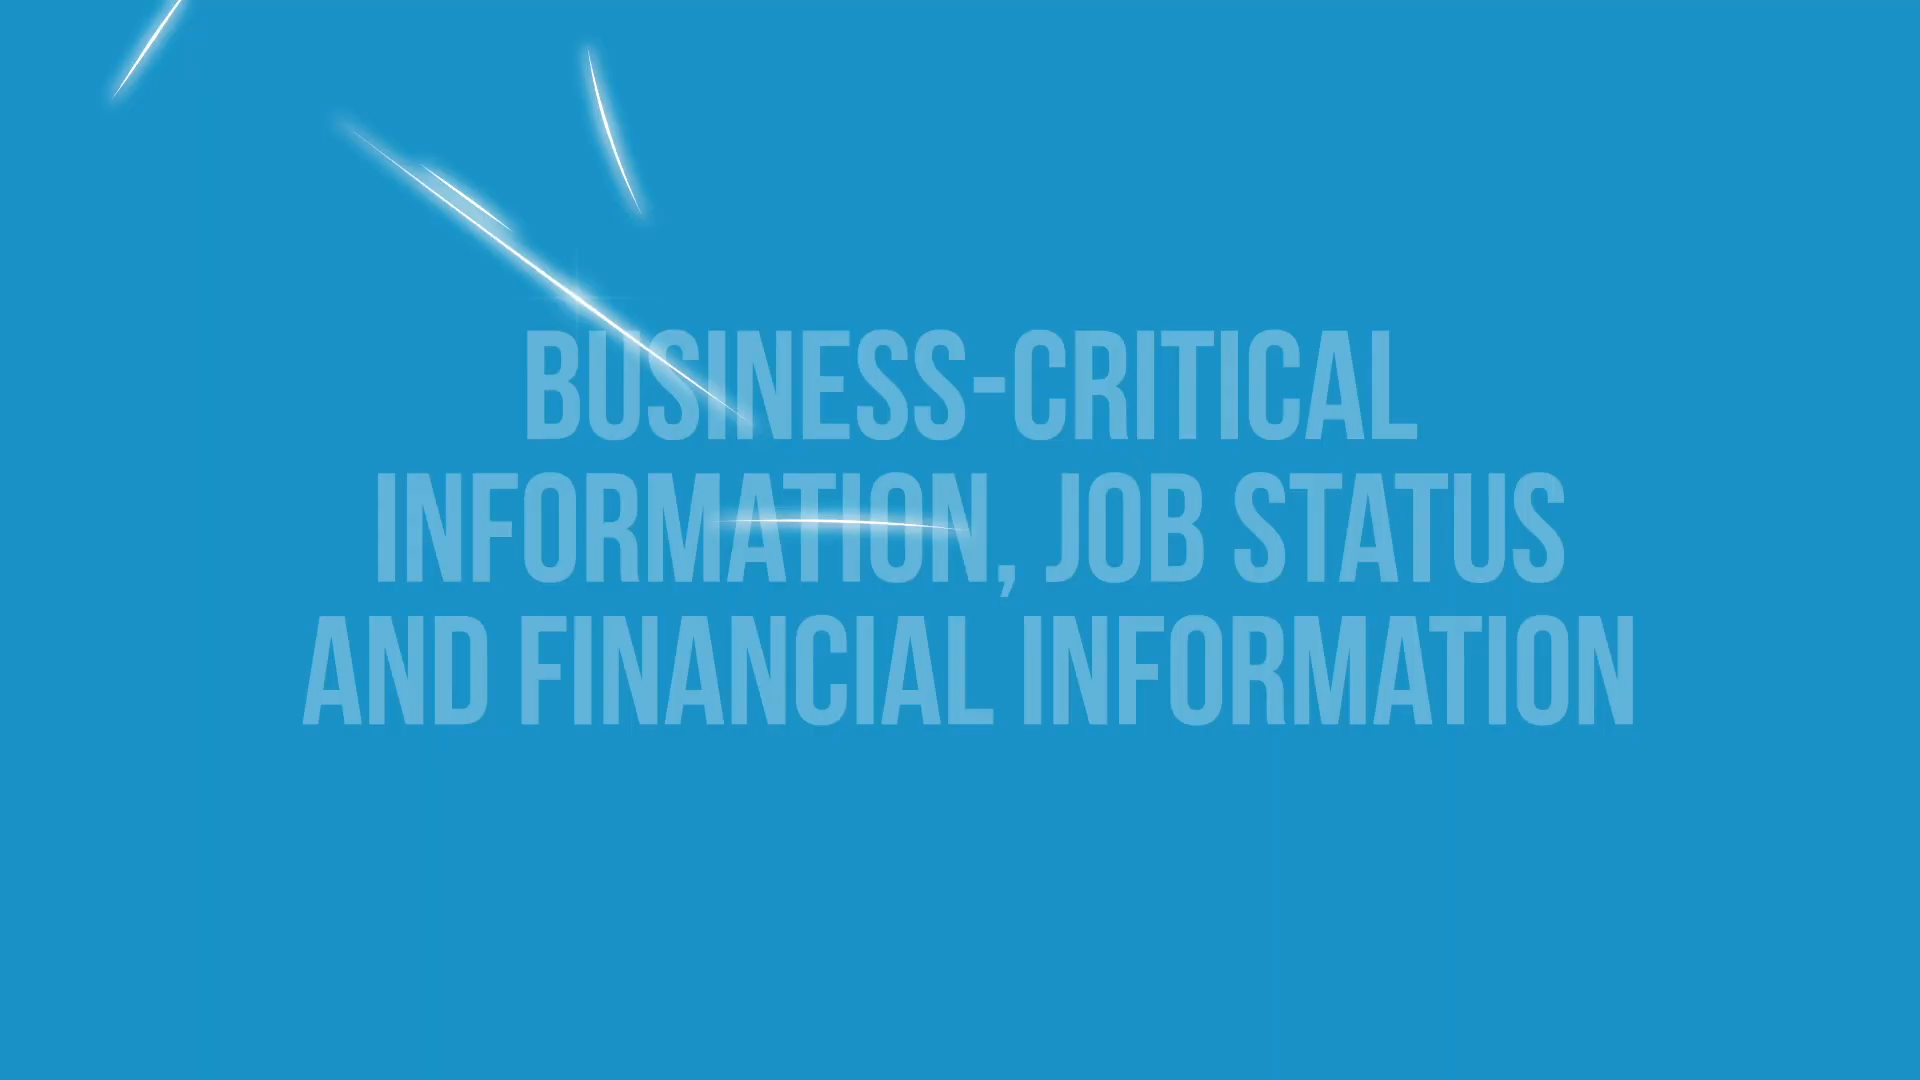 BUSINESS-CRITICAL
INFORMATION, JOB STATUS
AND FINANCIAL INFORMATION